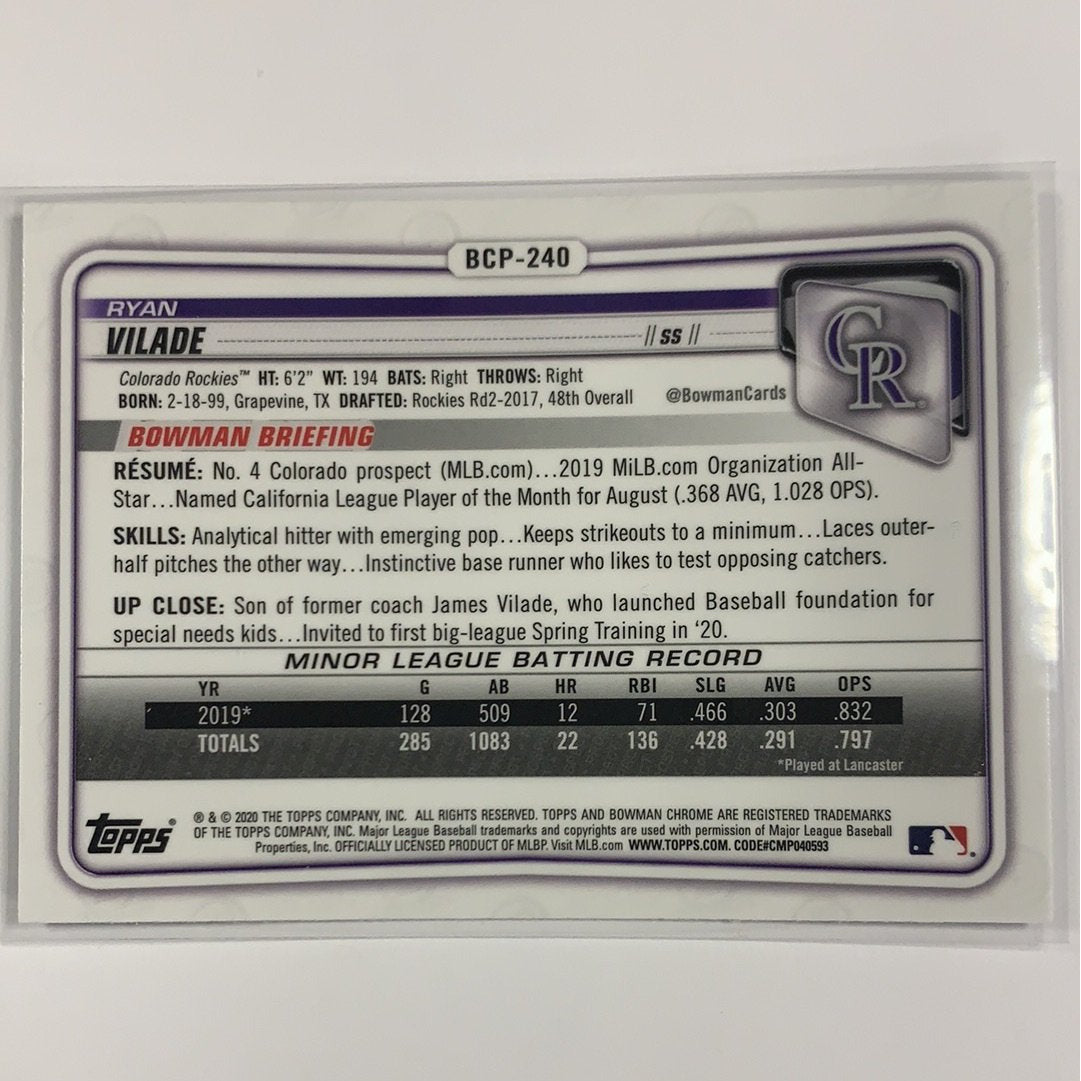 BCP-240
RYAN
VILADE // SS //
CR
Colorado Rockies™ HT: 6'2" WT: 194 BATS: Right THROWS: Right
BORN: 2-18-99, Grapevine, TX DRAFTED: Rockies Rd2-2017, 48th Overall @BowmanCards
BOWMAN BRIEFING
RÉSUMÉ: No. 4 Colorado prospect (MLB.com)...2019 MiLB.com Organization All-
Star...Named California League Player of the Month for August (.368 AVG, 1.028 OPS).
SKILLS: Analytical hitter with emerging pop...Keeps strikeouts to a minimum...Laces outer-
half pitches the other way...Instinctive base runner who likes to test opposing catchers.
UP CLOSE: Son of former coach James Vilade, who launched Baseball foundation for
special needs kids...Invited to first big-league Spring Training in '20.
MINOR LEAGUE BATTING RECORD
YR G AB HR RBI SLG AVG OPS
2019* 128 509 12 71 .466 .303 .832
TOTALS 285 1083 22 136 .428 .291 .797
*Played at Lancaster
TOPPS®
® & © 2020 THE TOPPS COMPANY, INC. ALL RIGHTS RESERVED. TOPPS AND BOWMAN CHROME ARE REGISTERED TRADEMARKS
OF THE TOPPS COMPANY, INC. Major League Baseball trademarks and copyrights are used with permission of Major League Baseball
Properties, Inc. OFFICIALLY LICENSED PRODUCT OF MLBP. Visit MLB.com WWW.TOPPS.COM. CODE#CMP040593